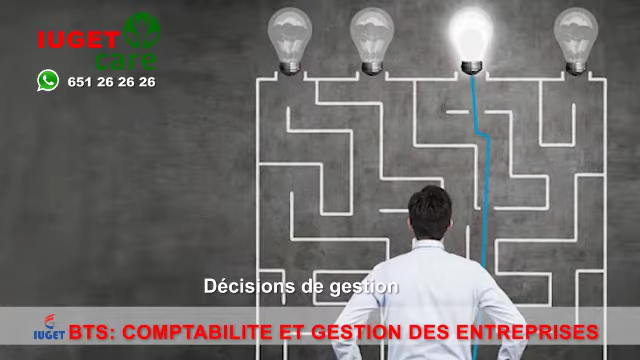 IUGET
care
651 26 26 26
Décisions de gestion
IUGET
BTS: COMPTABILITE ET GESTION DES ENTREPRISES